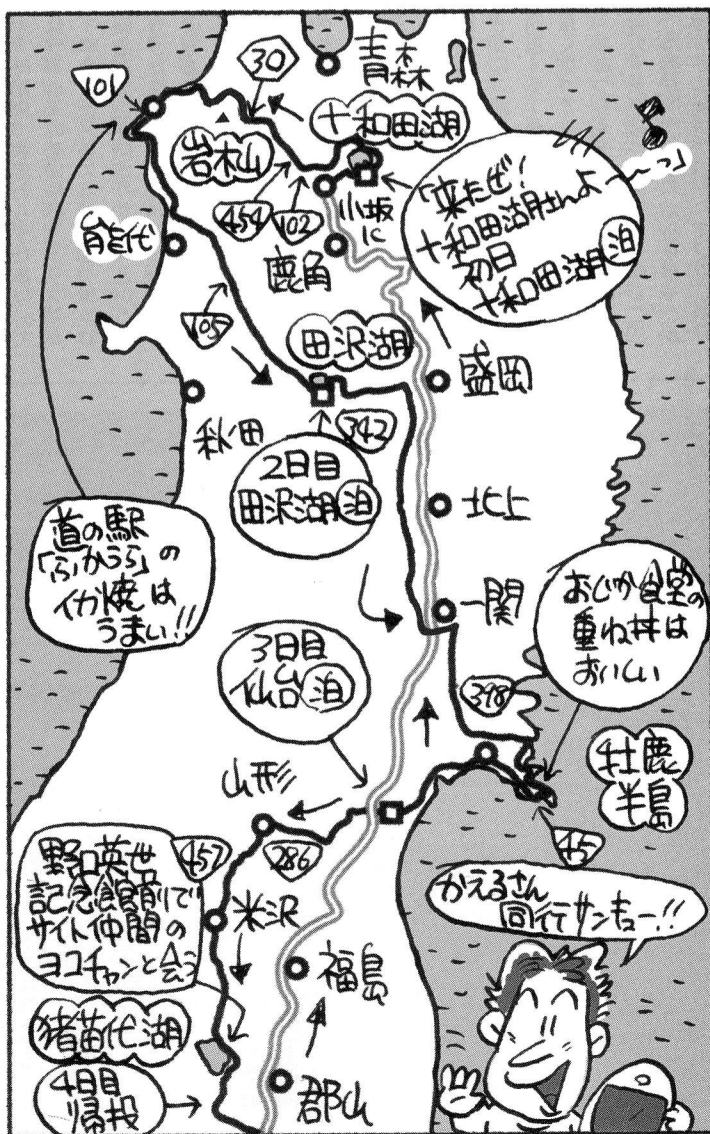 101
30
青森
十和田湖
岩木山
454
102
小坂
IC
「来たぜ!
十和田湖さんよ〜〜っ」
初日
十和田湖泊
能代
鹿角
105
田沢湖
盛岡
秋田
342
2日目
田沢湖泊
北上
道の駅
「ふかうら」の
イカ焼は
うまい!!
一関
おじか食堂の
重ね丼は
おいしい
3日目
仙台泊
398
牡鹿
半島
山形
45
野口英世
記念館前で
サイト仲間の
ヨコチャンと会う
457
286
米沢
かえるさん
同行サンキュー!!
福島
猪苗代湖
4日目
帰投
郡山